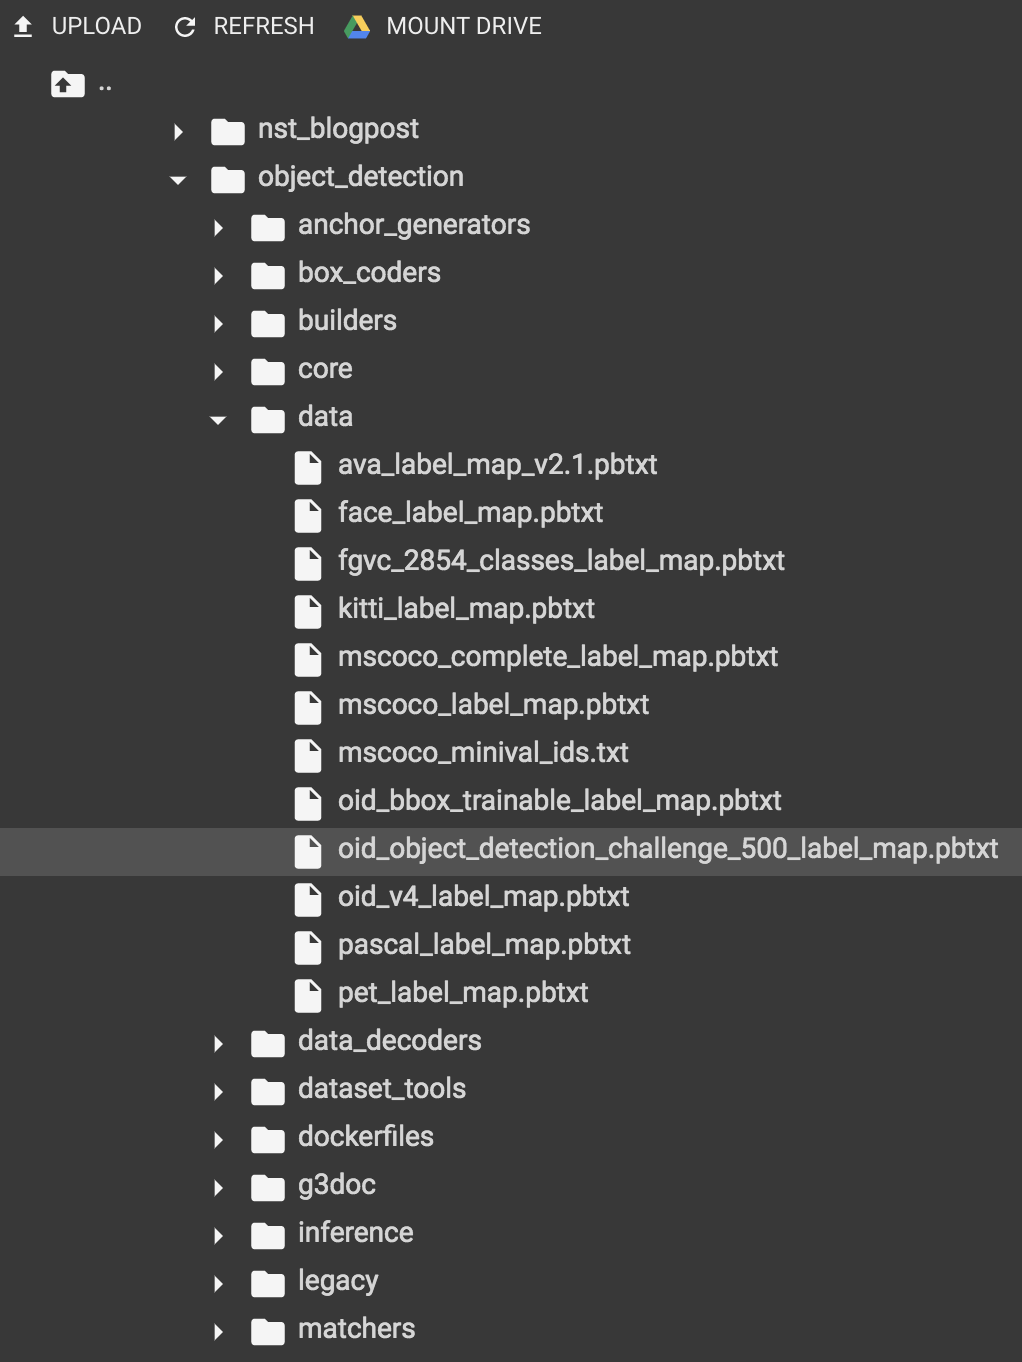 UPLOAD REFRESH MOUNT DRIVE
..
nst_blogpost
object_detection
anchor_generators
box_coders
builders
core
data
ava_label_map_v2.1.pbtxt
face_label_map.pbtxt
fgvc_2854_classes_label_map.pbtxt
kitti_label_map.pbtxt
mscoco_complete_label_map.pbtxt
mscoco_label_map.pbtxt
mscoco_minival_ids.txt
oid_bbox_trainable_label_map.pbtxt
oid_object_detection_challenge_500_label_map.pbtxt
oid_v4_label_map.pbtxt
pascal_label_map.pbtxt
pet_label_map.pbtxt
data_decoders
dataset_tools
dockerfiles
g3doc
inference
legacy
matchers